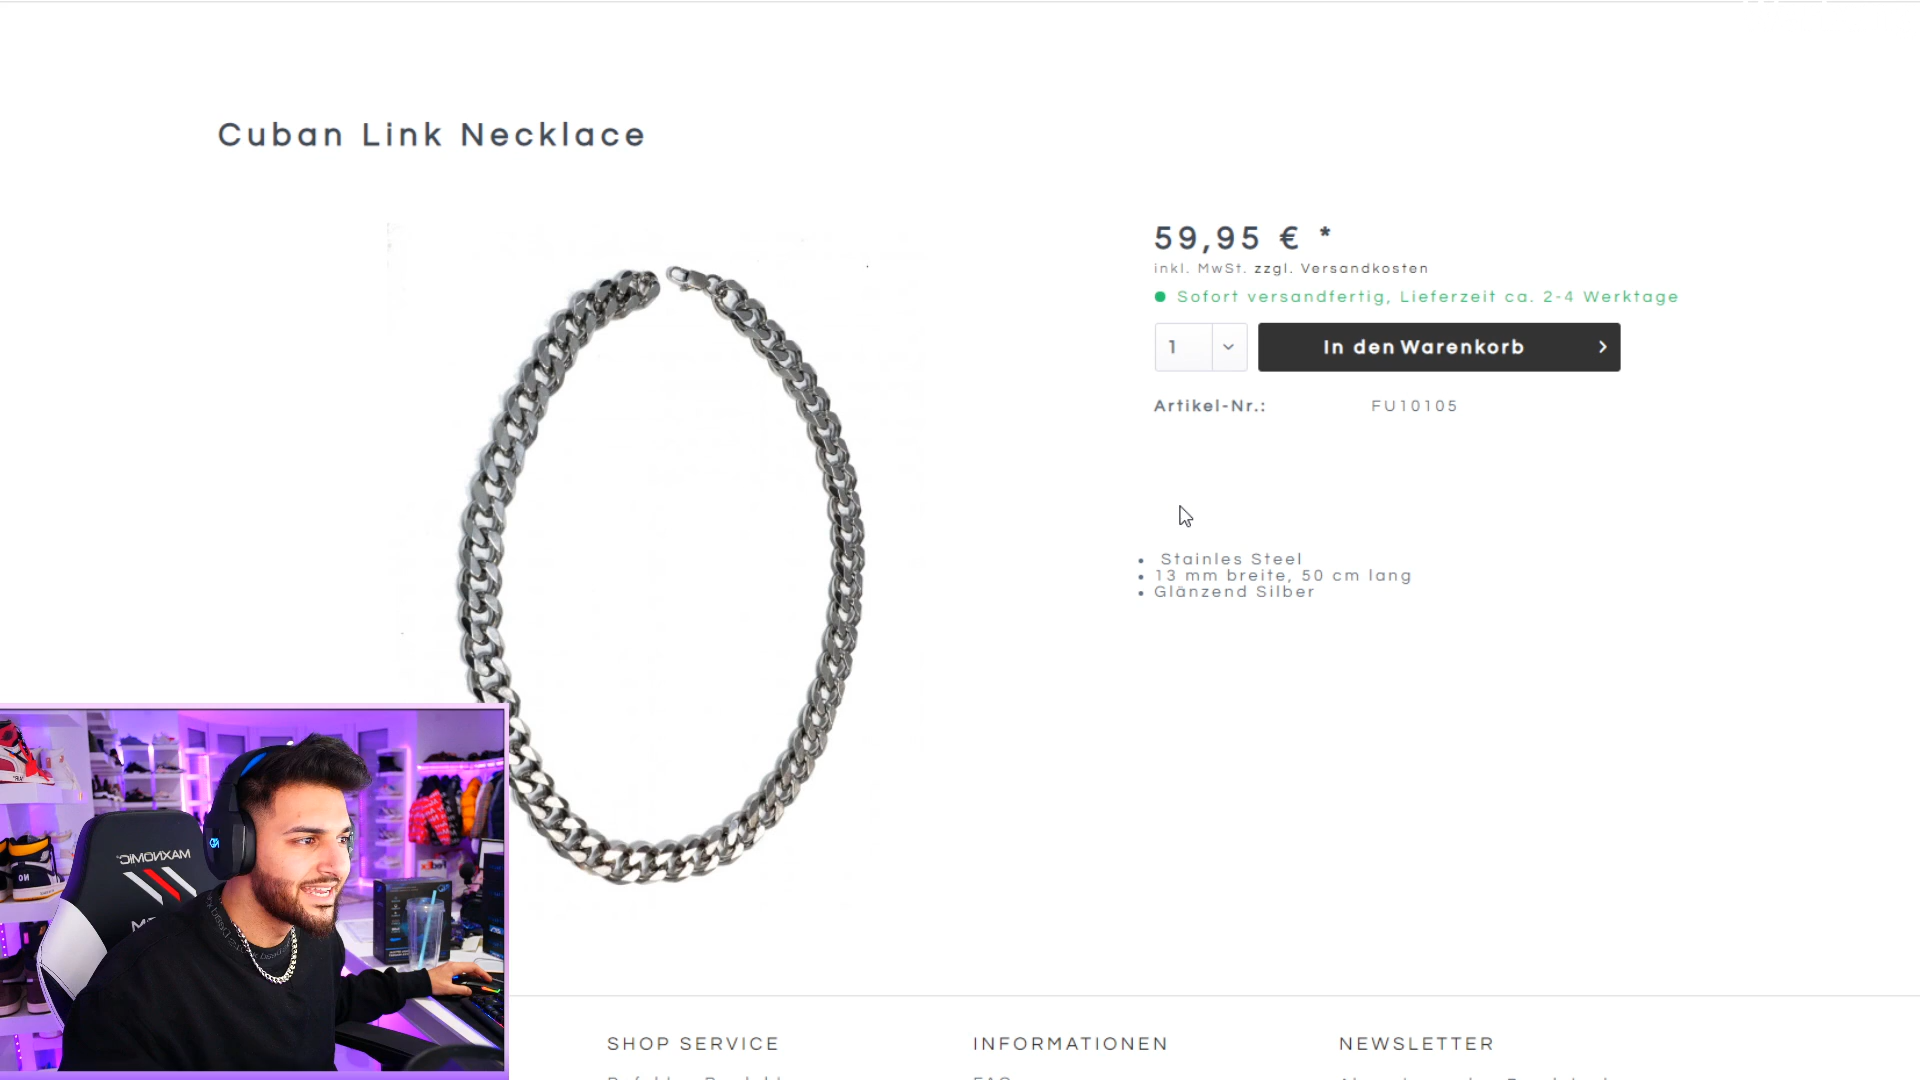 Cuban Link Necklace
59,95 € *
inkl. MwSt. zzgl. Versandkosten
Sofort versandfertig, Lieferzeit ca. 2-4 Werktage
1
In den Warenkorb
Artikel-Nr.: FU10105
Stainles Steel
13 mm breite, 50 cm lang
Glänzend Silber
MAXNOMIC
FedEx
SHOP SERVICE
INFORMATIONEN
NEWSLETTER
FAQ